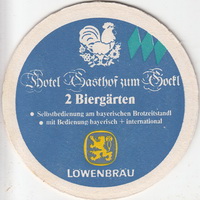 Hotel Gasthof zum Gockl
2 Biergärten
• Selbstbedienung am bayerischen Brotzeitstandl
• mit Bedienung bayerisch + international
LÖWENBRÄU